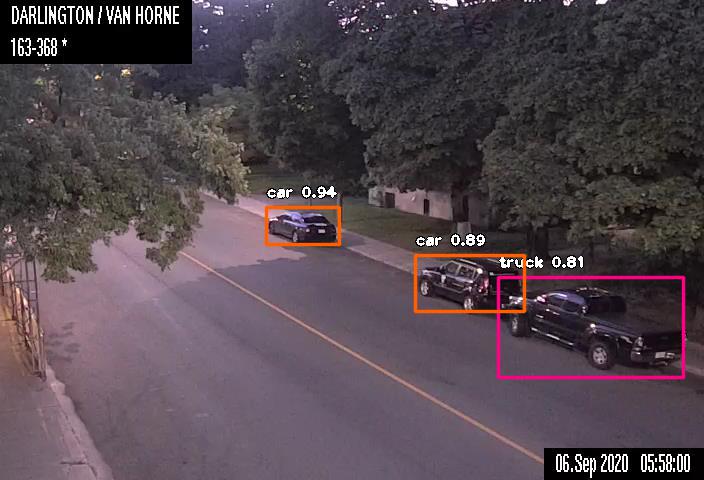 DARLINGTON / VAN HORNE
163-368 *
car 0.94
car 0.89
truck 0.81
06.Sep 2020 05:58:00